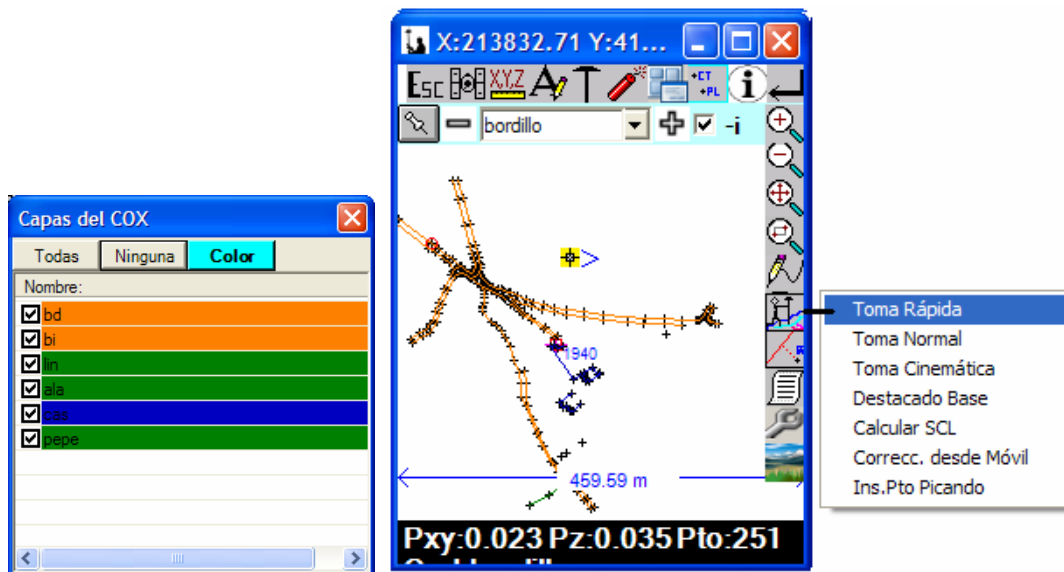 Capas del COX
Todas Ninguna Color
Nombre:
bd
bi
lin
ala
cas
pepe
X:213832.71 Y:41...
Esc X,Y,Z A T +CT +PL i
bordillo -i
1940
459.59 m
Pxy:0.023 Pz:0.035 Pto:251
Toma Rápida
Toma Normal
Toma Cinemática
Destacado Base
Calcular SCL
Correcc. desde Móvil
Ins.Pto Picando